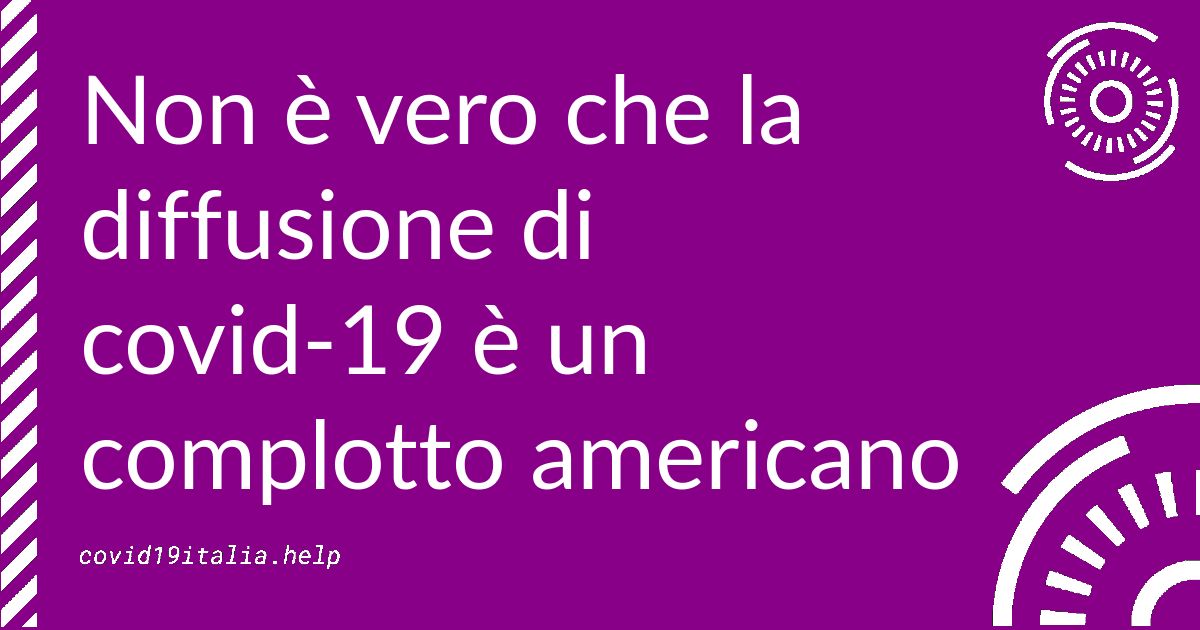 Non è vero che la
diffusione di
covid-19 è un
complotto americano
covid19italia.help